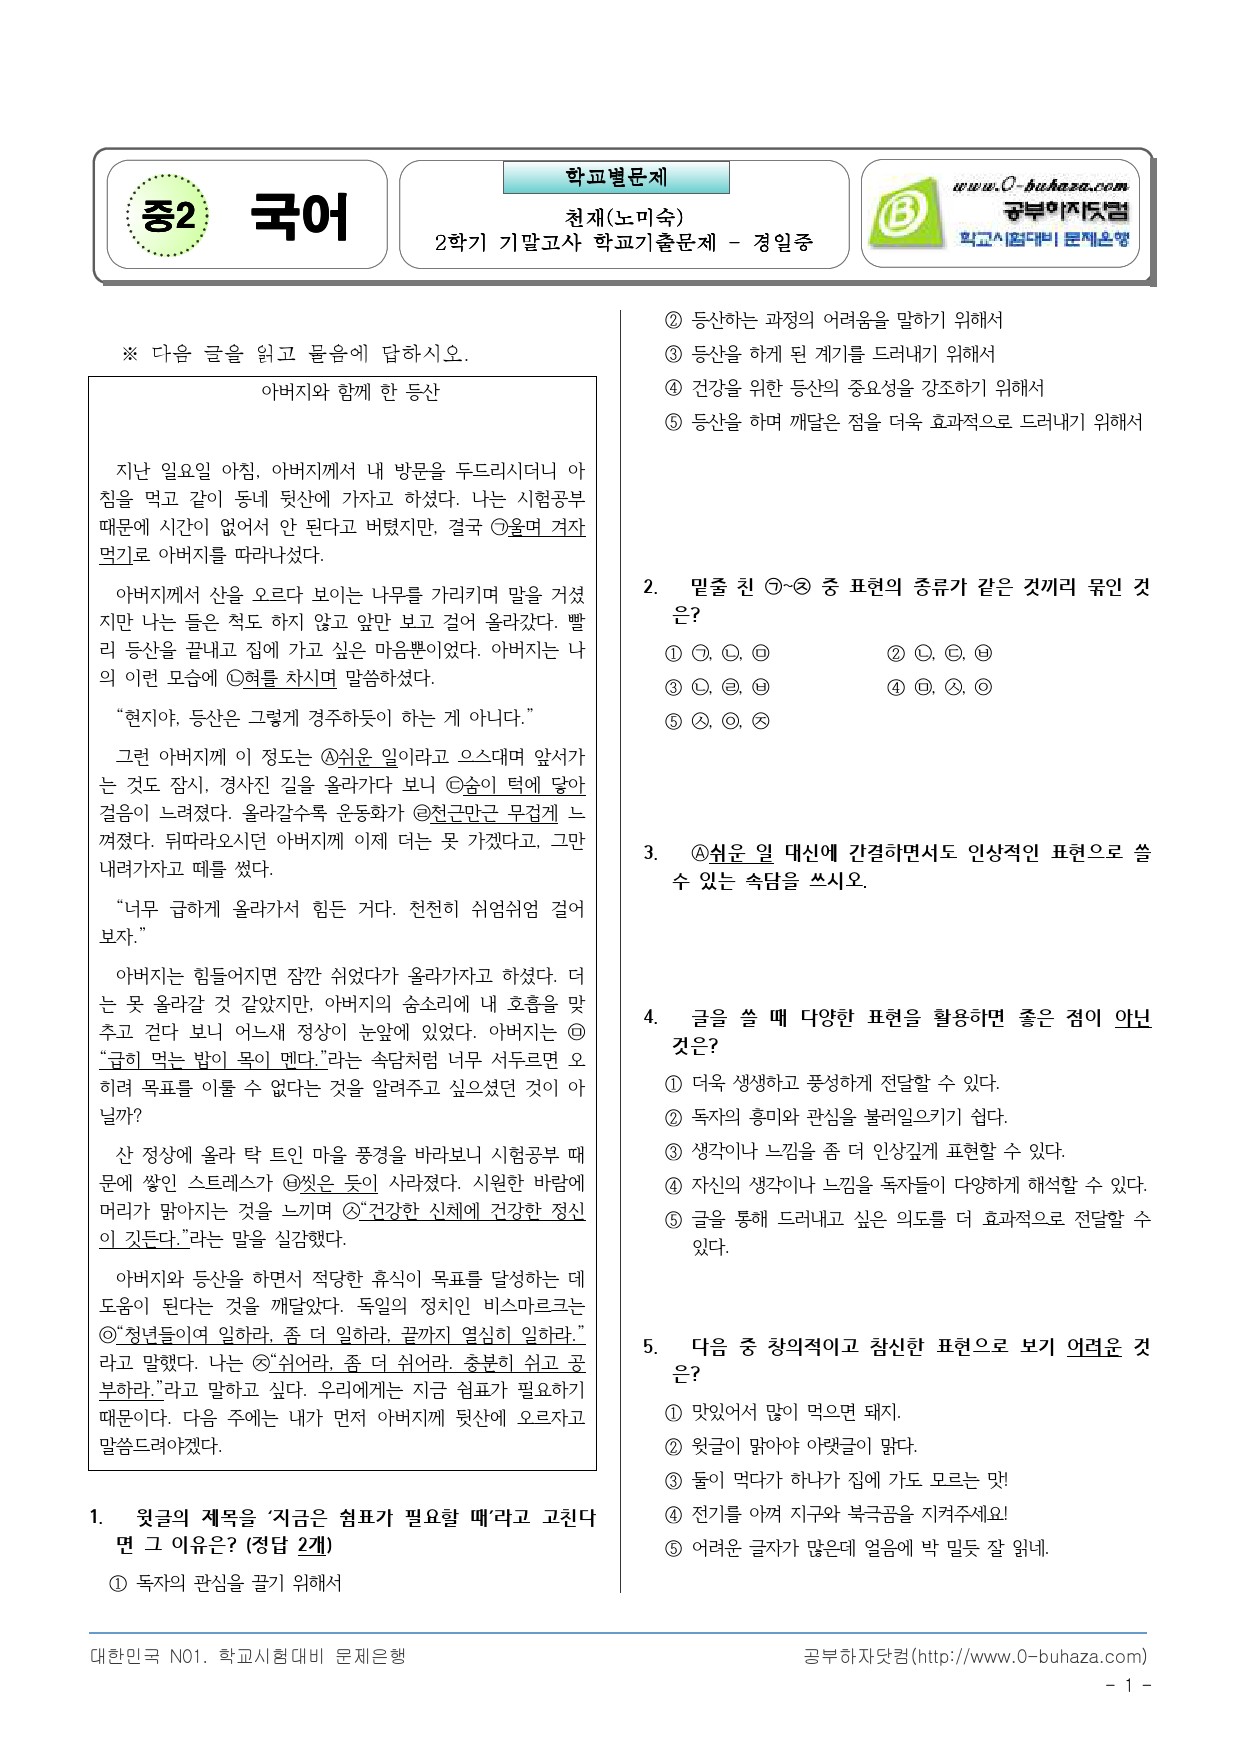 중2
국어
학교별문제
천재(노미숙)
2학기 기말고사 학교기출문제 - 경일중
www.0-buhaza.com
공부하자닷컴
학교시험대비 문제은행
※ 다음 글을 읽고 물음에 답하시오.
아버지와 함께 한 등산
지난 일요일 아침, 아버지께서 내 방문을 두드리시더니 아
침을 먹고 같이 동네 뒷산에 가자고 하셨다. 나는 시험공부
때문에 시간이 없어서 안 된다고 버텼지만, 결국 ㉠울며 겨자
먹기로 아버지를 따라나섰다.
아버지께서 산을 오르다 보이는 나무를 가리키며 말을 거셨
지만 나는 들은 척도 하지 않고 앞만 보고 걸어 올라갔다. 빨
리 등산을 끝내고 집에 가고 싶은 마음뿐이었다. 아버지는 나
의 이런 모습에 ㉡혀를 차시며 말씀하셨다.
“현지야, 등산은 그렇게 경주하듯이 하는 게 아니다.”
그런 아버지께 이 정도는 Ⓐ쉬운 일이라고 으스대며 앞서가
는 것도 잠시, 경사진 길을 올라가다 보니 ㉢숨이 턱에 닿아
걸음이 느려졌다. 올라갈수록 운동화가 ㉣천근만근 무겁게 느
껴졌다. 뒤따라오시던 아버지께 이제 더는 못 가겠다고, 그만
내려가자고 떼를 썼다.
“너무 급하게 올라가서 힘든 거다. 천천히 쉬엄쉬엄 걸어
보자.”
아버지는 힘들어지면 잠깐 쉬었다가 올라가자고 하셨다. 더
는 못 올라갈 것 같았지만, 아버지의 숨소리에 내 호흡을 맞
추고 걷다 보니 어느새 정상이 눈앞에 있었다. 아버지는 ㉤
“급히 먹는 밥이 목이 멘다.”라는 속담처럼 너무 서두르면 오
히려 목표를 이룰 수 없다는 것을 알려주고 싶으셨던 것이 아
닐까?
산 정상에 올라 탁 트인 마을 풍경을 바라보니 시험공부 때
문에 쌓인 스트레스가 ㉥씻은 듯이 사라졌다. 시원한 바람에
머리가 맑아지는 것을 느끼며 ㉦“건강한 신체에 건강한 정신
이 깃든다.”라는 말을 실감했다.
아버지와 등산을 하면서 적당한 휴식이 목표를 달성하는 데
도움이 된다는 것을 깨달았다. 독일의 정치인 비스마르크는
㉧“청년들이여 일하라, 좀 더 일하라, 끝까지 열심히 일하라.”
라고 말했다. 나는 ㉨“쉬어라, 좀 더 쉬어라. 충분히 쉬고 공
부하라.”라고 말하고 싶다. 우리에게는 지금 쉼표가 필요하기
때문이다. 다음 주에는 내가 먼저 아버지께 뒷산에 오르자고
말씀드려야겠다.
1. 윗글의 제목을 ‘지금은 쉼표가 필요할 때’라고 고친다
면 그 이유은? (정답 2개)
① 독자의 관심을 끌기 위해서
② 등산하는 과정의 어려움을 말하기 위해서
③ 등산을 하게 된 계기를 드러내기 위해서
④ 건강을 위한 등산의 중요성을 강조하기 위해서
⑤ 등산을 하며 깨달은 점을 더욱 효과적으로 드러내기 위해서
2. 밑줄 친 ㉠~㉨ 중 표현의 종류가 같은 것끼리 묶인 것
은?
① ㉠, ㉡, ㉤ ② ㉡, ㉢, ㉥
③ ㉡, ㉣, ㉥ ④ ㉤, ㉦, ㉧
⑤ ㉦, ㉧, ㉨
3. Ⓐ쉬운 일 대신에 간결하면서도 인상적인 표현으로 쓸
수 있는 속담을 쓰시오.
4. 글을 쓸 때 다양한 표현을 활용하면 좋은 점이 아닌
것은?
① 더욱 생생하고 풍성하게 전달할 수 있다.
② 독자의 흥미와 관심을 불러일으키기 쉽다.
③ 생각이나 느낌을 좀 더 인상깊게 표현할 수 있다.
④ 자신의 생각이나 느낌을 독자들이 다양하게 해석할 수 있다.
⑤ 글을 통해 드러내고 싶은 의도를 더 효과적으로 전달할 수
있다.
5. 다음 중 창의적이고 참신한 표현으로 보기 어려운 것
은?
① 맛있어서 많이 먹으면 돼지.
② 윗글이 맑아야 아랫글이 맑다.
③ 둘이 먹다가 하나가 집에 가도 모르는 맛!
④ 전기를 아껴 지구와 북극곰을 지켜주세요!
⑤ 어려운 글자가 많은데 얼음에 박 밀듯 잘 읽네.
대한민국 N01. 학교시험대비 문제은행
공부하자닷컴(http://www.0-buhaza.com)
- 1 -